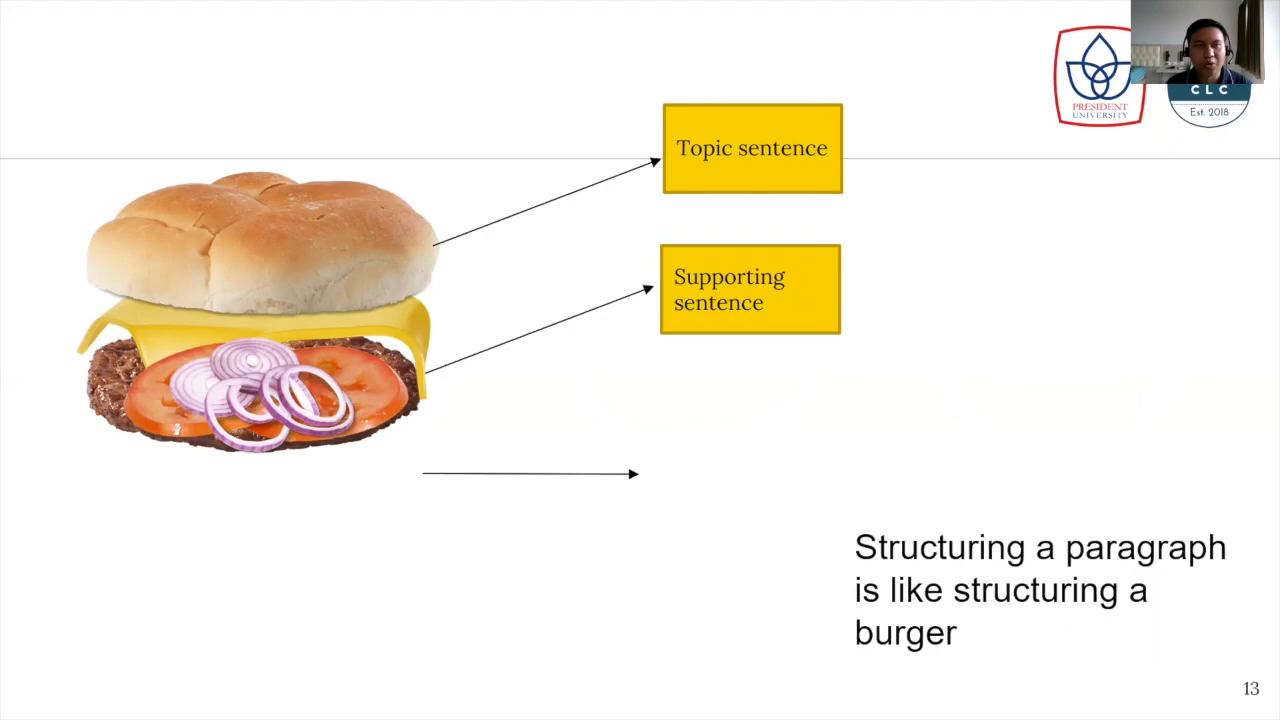 PRESIDENT
UNIVERSITY
CLC
Est. 2018
Topic sentence
Supporting
sentence
Structuring a paragraph
is like structuring a
burger
13